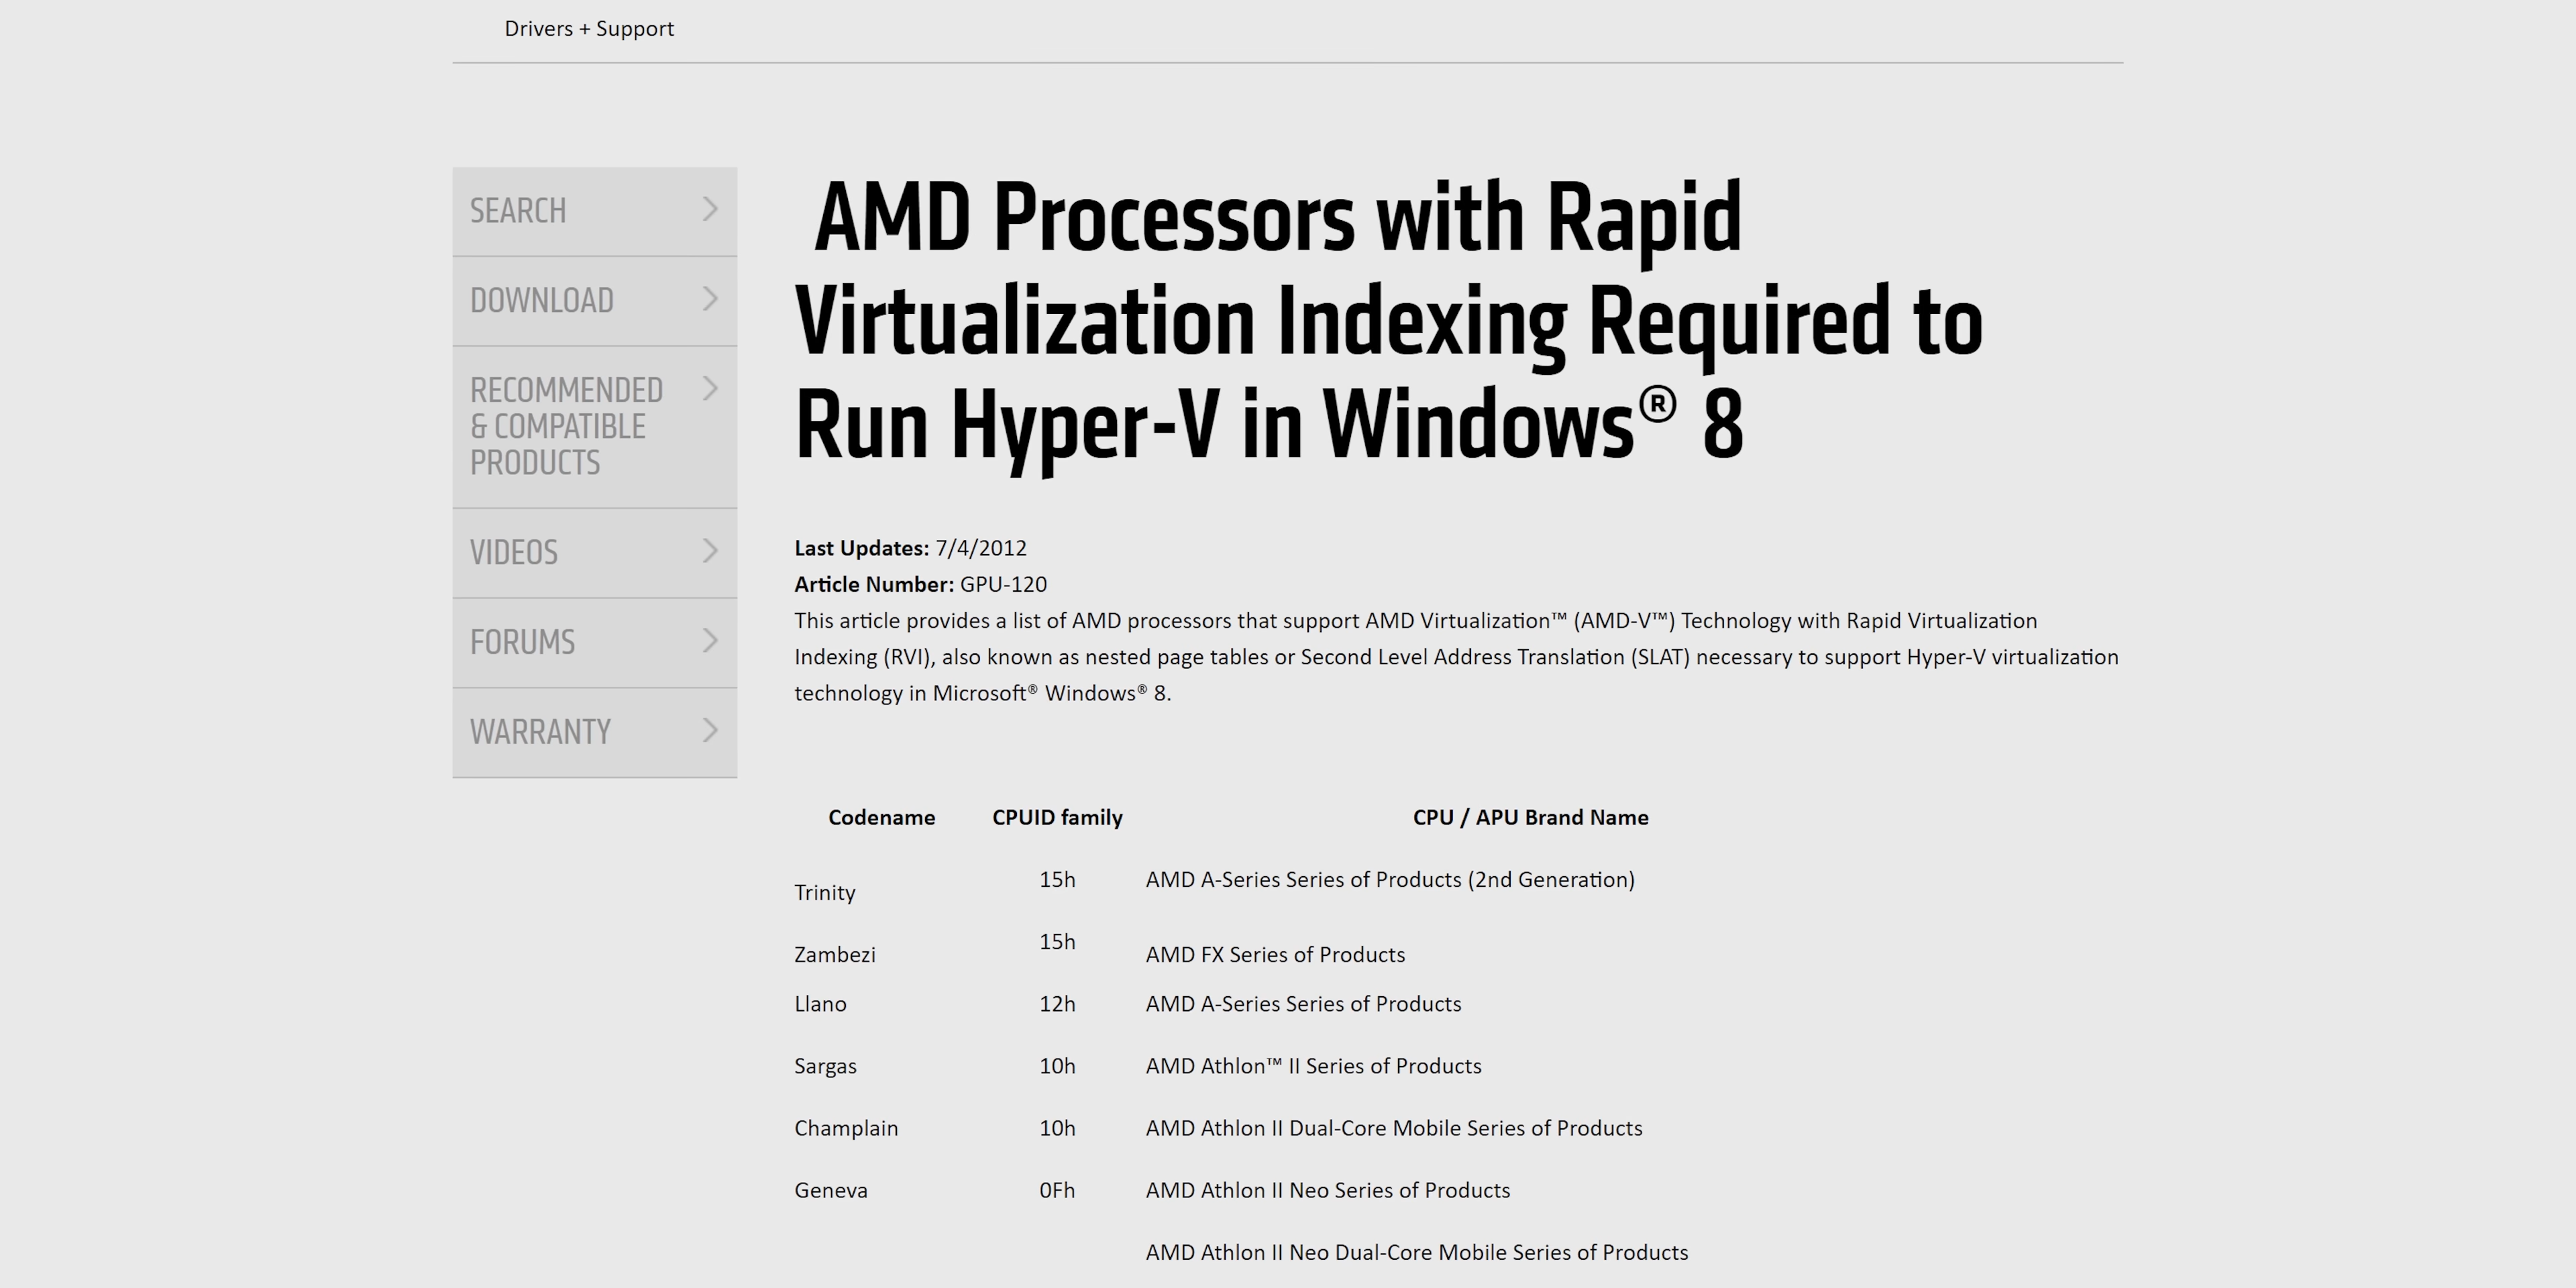 Drivers + Support
SEARCH
DOWNLOAD
RECOMMENDED
& COMPATIBLE
PRODUCTS
VIDEOS
FORUMS
WARRANTY
AMD Processors with Rapid
Virtualization Indexing Required to
Run Hyper-V in Windows® 8
Last Updates: 7/4/2012
Article Number: GPU-120
This article provides a list of AMD processors that support AMD Virtualization™ (AMD-V™) Technology with Rapid Virtualization
Indexing (RVI), also known as nested page tables or Second Level Address Translation (SLAT) necessary to support Hyper-V virtualization
technology in Microsoft® Windows® 8.
Codename CPUID family CPU / APU Brand Name
Trinity 15h AMD A-Series Series of Products (2nd Generation)
Zambezi 15h AMD FX Series of Products
Llano 12h AMD A-Series Series of Products
Sargas 10h AMD Athlon™ II Series of Products
Champlain 10h AMD Athlon II Dual-Core Mobile Series of Products
Geneva 0Fh AMD Athlon II Neo Series of Products
AMD Athlon II Neo Dual-Core Mobile Series of Products